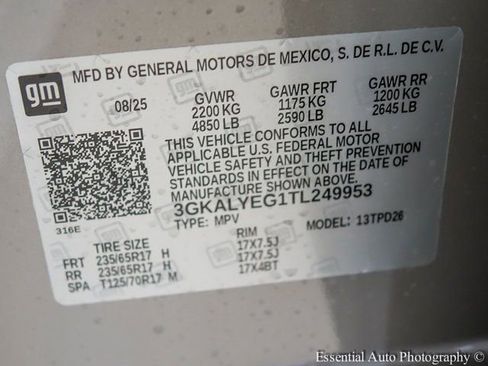 MFD BY GENERAL MOTORS DE MEXICO, S. DE R.L. DE C.V.
gm
08/25 GVWR GAWR FRT GAWR RR
2200 KG 1175 KG 1200 KG
4850 LB 2590 LB 2645 LB
THIS VEHICLE CONFORMS TO ALL
APPLICABLE U.S. FEDERAL MOTOR
VEHICLE SAFETY AND THEFT PREVENTION
STANDARDS IN EFFECT ON THE DATE OF
MANUFACTURE SHOWN ABOVE.
3GKALYEG1TL249953
316E
TYPE: MPV MODEL: 13TPD26
TIRE SIZE RIM
FRT 235/65R17 H 17X7.5J
RR 235/65R17 H 17X7.5J
SPA T125/70R17 M 17X4BT
Essential Auto Photography ©